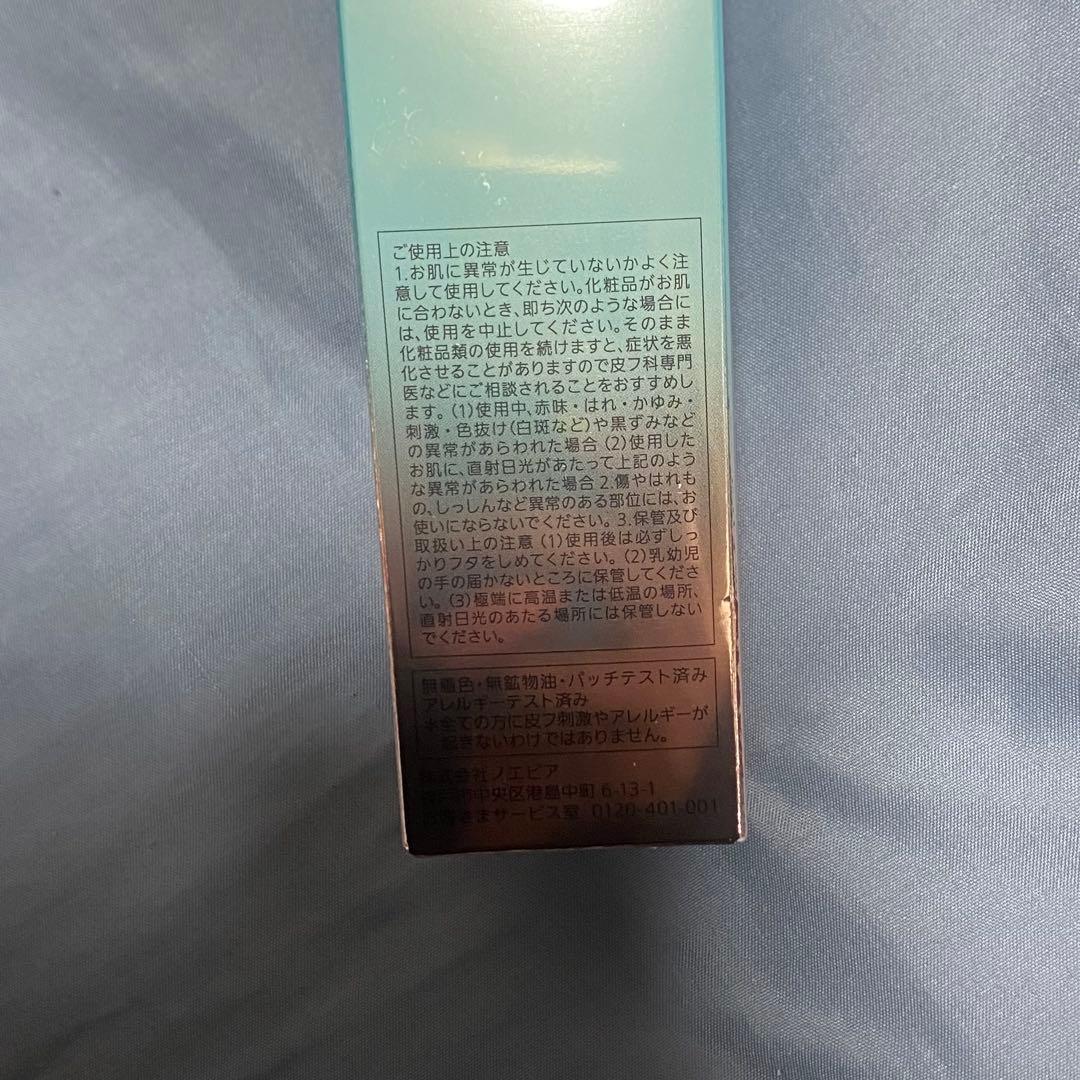 ご使用上の注意
1.お肌に異常が生じていないかよく注
意して使用してください。化粧品がお肌
に合わないとき、即ち次のような場合に
は、使用を中止してください。そのまま
化粧品類の使用を続けますと、症状を悪
化させることがありますので皮フ科専門
医などにご相談されることをおすすめし
ます。(1)使用中、赤味・はれ・かゆみ・
刺激・色抜け(白斑など)や黒ずみなど
の異常があらわれた場合 (2)使用した
お肌に、直射日光があたって上記のよう
な異常があらわれた場合 2.傷やはれも
の、しっしんなど異常のある部位には、お
使いにならないでください。 3.保管及び
取扱い上の注意 (1)使用後は必ずしっ
かりフタをしめてください。(2)乳幼児
の手の届かないところに保管してくださ
い。(3)極端に高温または低温の場所、
直射日光のあたる場所には保管しない
でください。
無着色・無鉱物油・パッチテスト済み
アレルギーテスト済み
※全ての方に皮フ刺激やアレルギーが
起きないわけではありません。
株式会社ノエビア
神戸市中央区港島中町 6-13-1
お客さまサービス室 0120-401-001